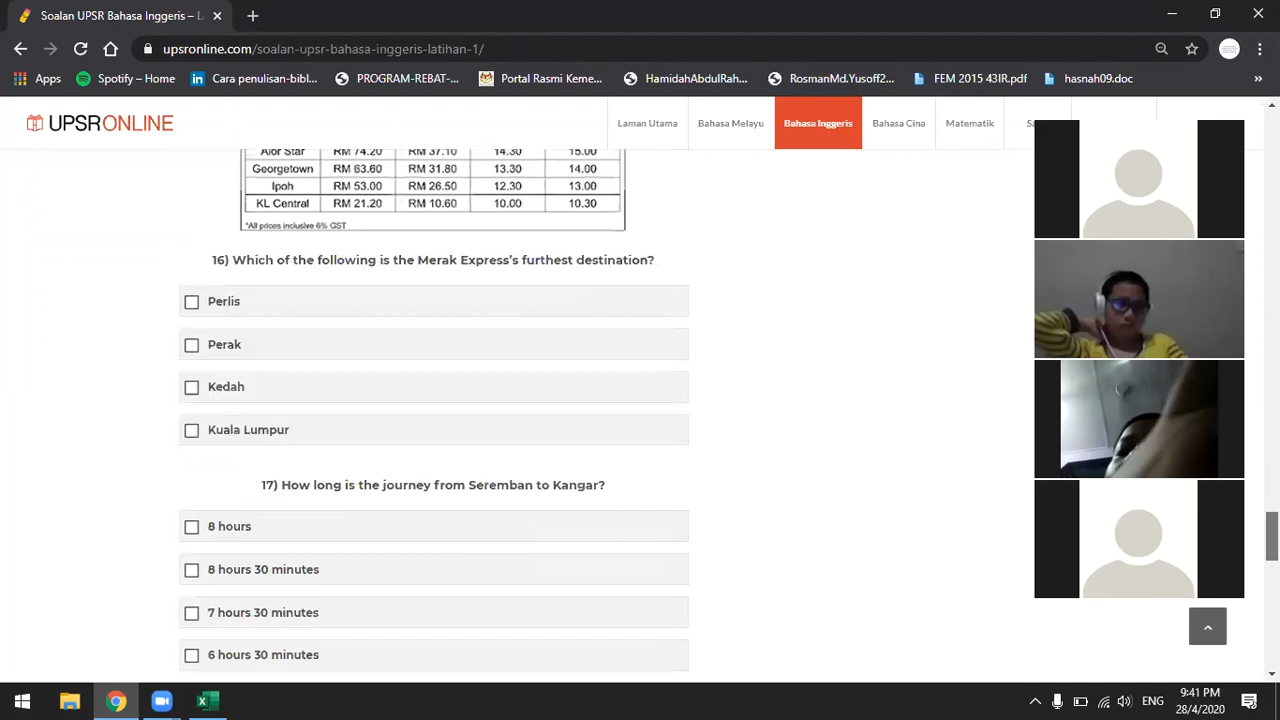 Soalan UPSR Bahasa Inggeris – L
upsronline.com/soalan-upsr-bahasa-inggeris-latihan-1/
Apps Spotify – Home Cara penulisan-bibl... PROGRAM-REBAT-... Portal Rasmi Keme... HamidahAbdulRah... RosmanMd.Yusoff2... FEM 2015 43IR.pdf hasnah09.doc »
UPSRONLINE Laman Utama Bahasa Melayu Bahasa Inggeris Bahasa Cina Matematik Sa
Alor Star RM 74.20 RM 37.10 14.30 15.00
Georgetown RM 63.60 RM 31.80 13.30 14.00
Ipoh RM 53.00 RM 26.50 12.30 13.00
KL Central RM 21.20 RM 10.60 10.00 10.30
*All prices inclusive 6% GST
16) Which of the following is the Merak Express's furthest destination?
Perlis
Perak
Kedah
Kuala Lumpur
17) How long is the journey from Seremban to Kangar?
8 hours
8 hours 30 minutes
7 hours 30 minutes
6 hours 30 minutes
ENG
9:41 PM
28/4/2020